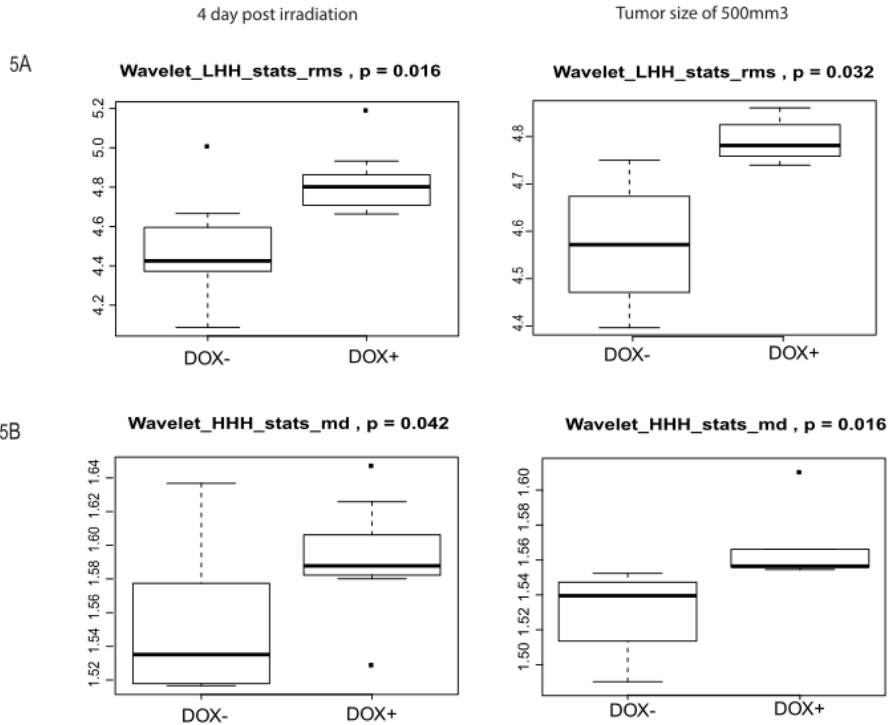 4 day post irradiation
Tumor size of 500mm3
5A
Wavelet_LHH_stats_rms , p = 0.016
5.2
5.0
4.8
4.6
4.4
4.2
DOX-
DOX+
Wavelet_LHH_stats_rms , p = 0.032
4.8
4.7
4.6
4.5
4.4
DOX-
DOX+
5B
Wavelet_HHH_stats_md , p = 0.042
1.64
1.62
1.60
1.58
1.56
1.54
1.52
DOX-
DOX+
Wavelet_HHH_stats_md , p = 0.016
1.60
1.58
1.56
1.54
1.52
1.50
DOX-
DOX+